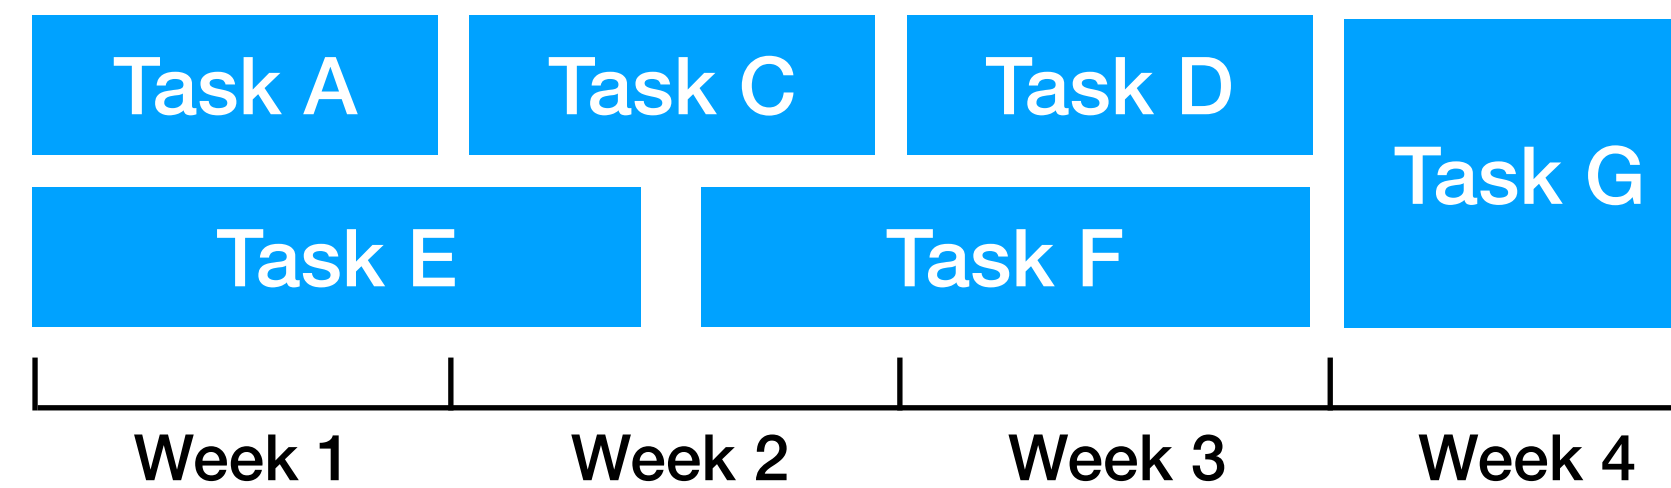 Task A
Task C
Task D
Task G
Task E
Task F
Week 1
Week 2
Week 3
Week 4